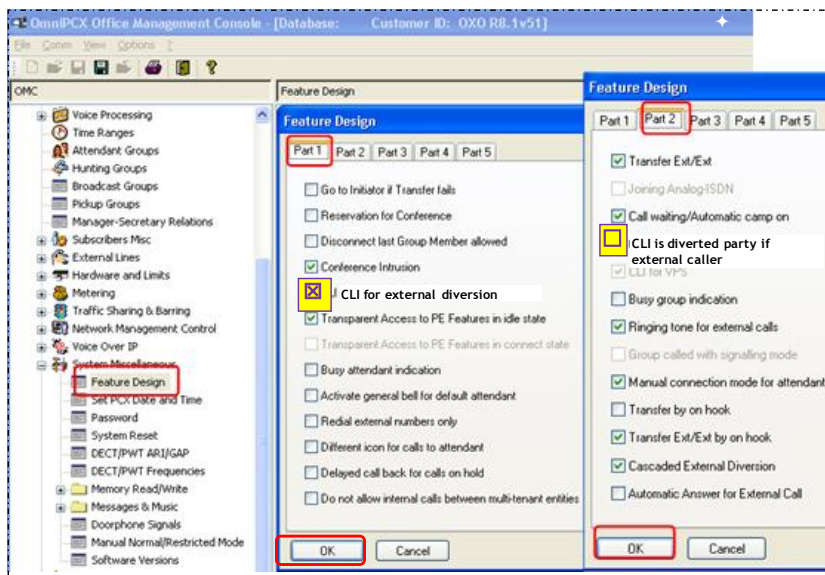 OmniPCX Office Management Console - [Database: Customer ID: OXO R8.1v51]
File Comm View Options ?
OMC
Voice Processing
Time Ranges
Attendant Groups
Hunting Groups
Broadcast Groups
Pickup Groups
Manager-Secretary Relations
Subscribers Misc
External Lines
Hardware and Limits
Metering
Traffic Sharing & Barring
Network Management Control
Voice Over IP
System Miscellaneous
Feature Design
Set PCX Date and Time
Password
System Reset
DECT/PWT ARI/GAP
DECT/PWT Frequencies
Memory Read/Write
Messages & Music
Doorphone Signals
Manual Normal/Restricted Mode
Software Versions
Feature Design
Feature Design
Part 1 Part 2 Part 3 Part 4 Part 5
Go to Initiator if Transfer fails
Reservation for Conference
Disconnect last Group Member allowed
Conference Intrusion
CLI for external diversion
Transparent Access to PE Features in idle state
Transparent Access to PE Features in connect state
Busy attendant indication
Activate general bell for default attendant
Redial external numbers only
Different icon for calls to attendant
Delayed call back for calls on hold
Do not allow internal calls between multi-tenant entities
OK Cancel
Feature Design
Part 1 Part 2 Part 3 Part 4 Part 5
Transfer Ext/Ext
Joining Analog-ISDN
Call waiting/Automatic camp on
CLI is diverted party if
external caller
CLI for VPS
Busy group indication
Ringing tone for external calls
Group called with signalling mode
Manual connection mode for attendant
Transfer by on hook
Transfer Ext/Ext by on hook
Cascaded External Diversion
Automatic Answer for External Call
OK Cancel